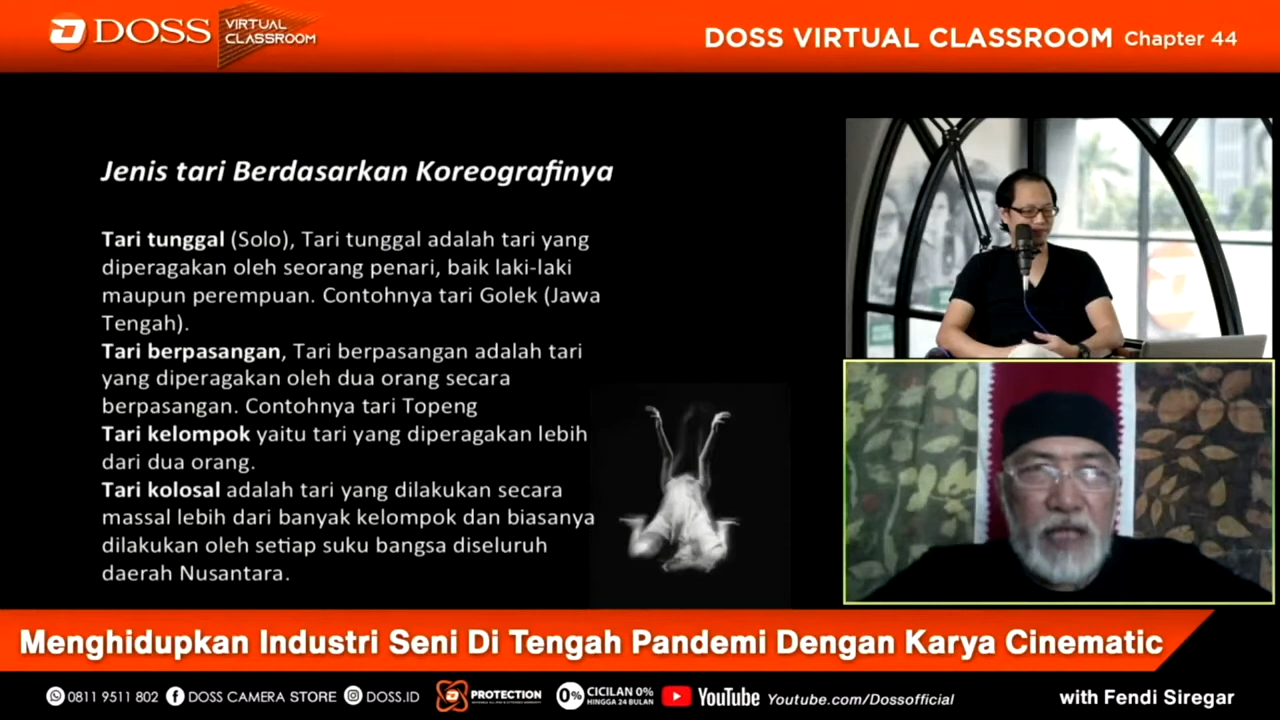 DOSS
VIRTUAL
CLASSROOM
DOSS VIRTUAL CLASSROOM Chapter 44
Jenis tari Berdasarkan Koreografinya
Tari tunggal (Solo), Tari tunggal adalah tari yang
diperagakan oleh seorang penari, baik laki-laki
maupun perempuan. Contohnya tari Golek (Jawa
Tengah).
Tari berpasangan, Tari berpasangan adalah tari
yang diperagakan oleh dua orang secara
berpasangan. Contohnya tari Topeng
Tari kelompok yaitu tari yang diperagakan lebih
dari dua orang.
Tari kolosal adalah tari yang dilakukan secara
massal lebih dari banyak kelompok dan biasanya
dilakukan oleh setiap suku bangsa diseluruh
daerah Nusantara.
Menghidupkan Industri Seni Di Tengah Pandemi Dengan Karya Cinematic
0811 9511 802 DOSS CAMERA STORE DOSS.ID PROTECTION 0% CICILAN 0% HINGGA 24 BULAN YouTube Youtube.com/Dossofficial with Fendi Siregar